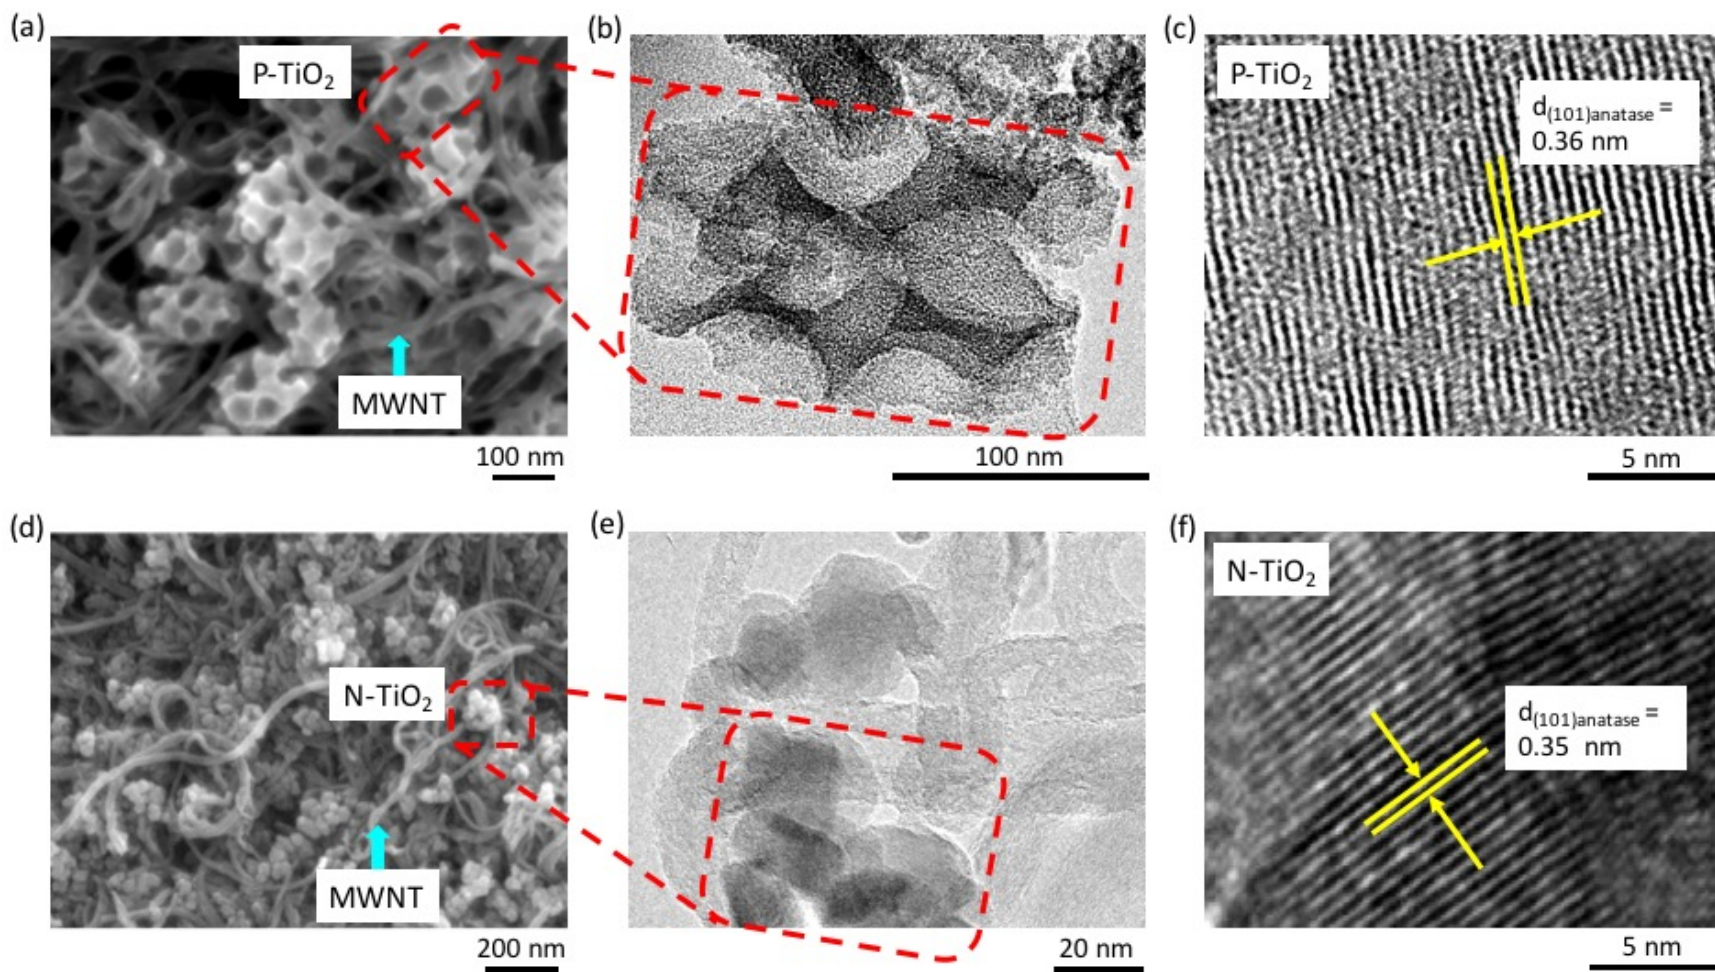 (a)
P-TiO₂
MWNT
100 nm
(b)
100 nm
(c)
P-TiO₂
d(101)anatase =
0.36 nm
5 nm
(d)
N-TiO₂
MWNT
200 nm
(e)
20 nm
(f)
N-TiO₂
d(101)anatase =
0.35 nm
5 nm